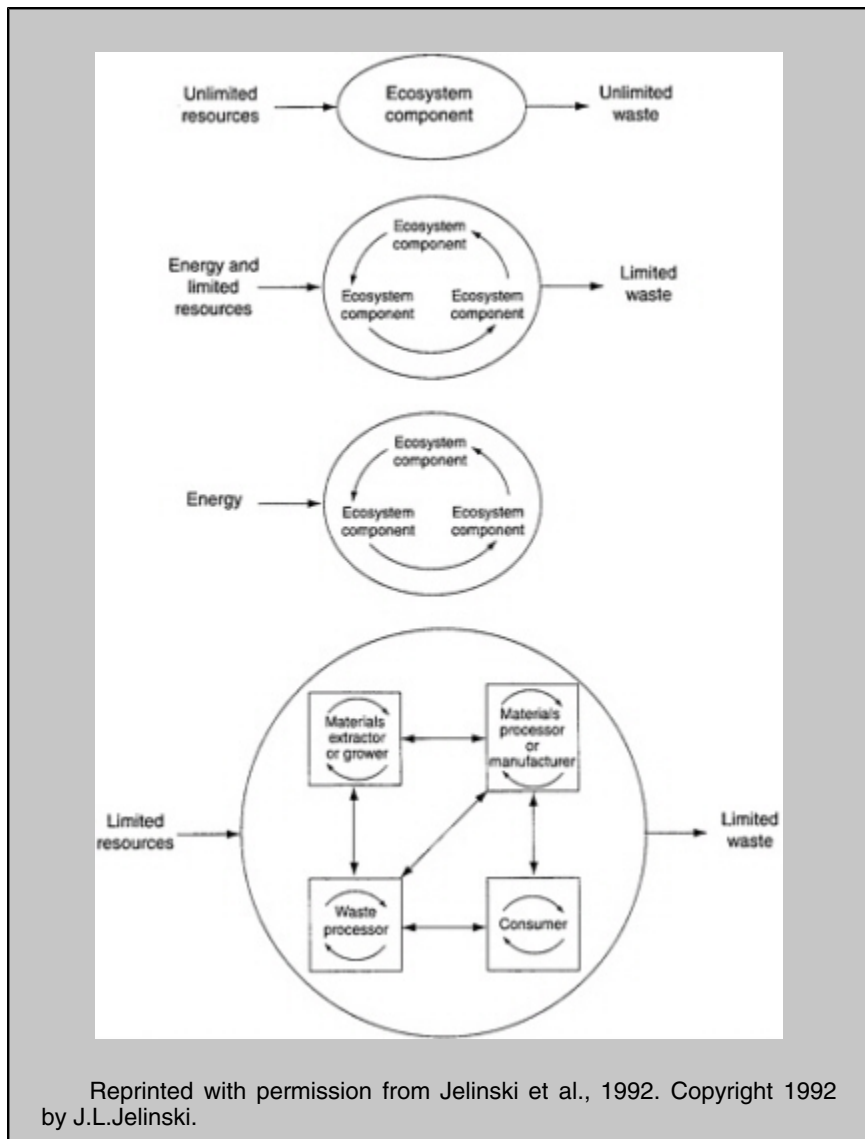 Unlimited
resources
Ecosystem
component
Unlimited
waste
Ecosystem
component
Energy and
limited
resources
Ecosystem
component
Ecosystem
component
Limited
waste
Ecosystem
component
Energy
Ecosystem
component
Ecosystem
component
Materials
extractor
or grower
Materials
processor
or
manufacturer
Limited
resources
Limited
waste
Waste
processor
Consumer
Reprinted with permission from Jelinski et al., 1992. Copyright 1992
by J.L.Jelinski.